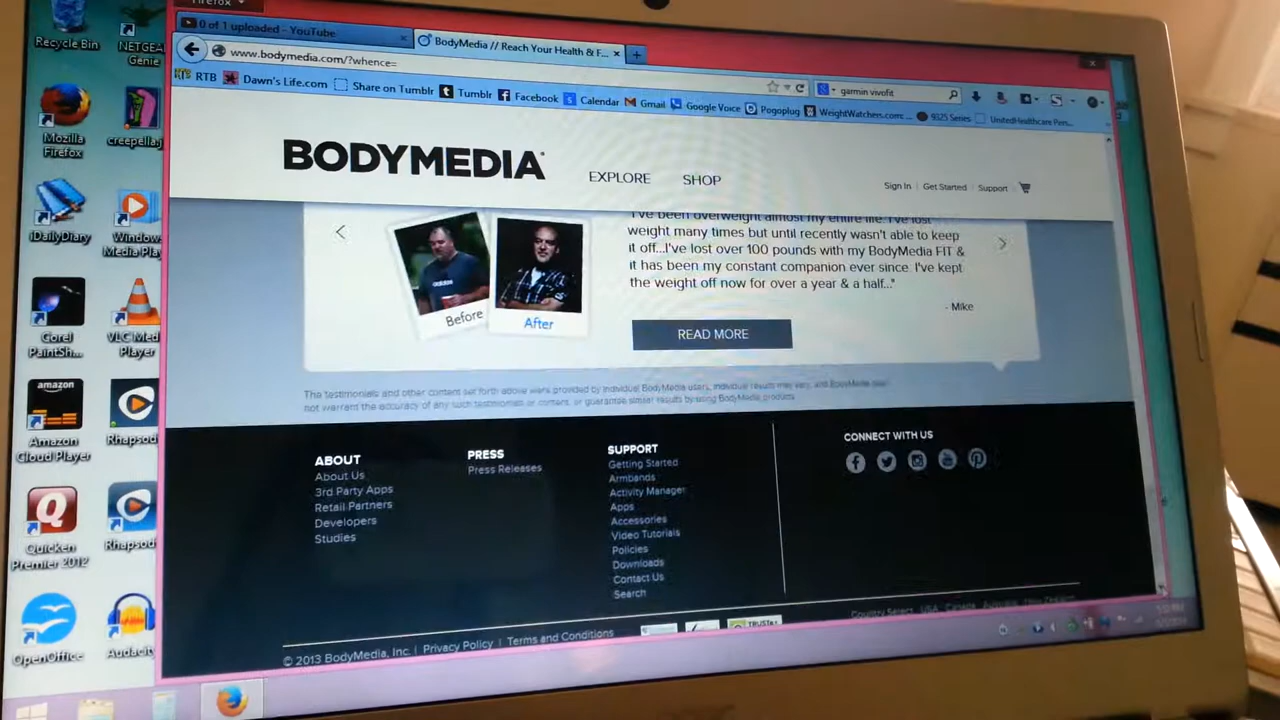 Firefox
0 of 1 uploaded - YouTube
BodyMedia // Reach Your Health & F...
www.bodymedia.com/?whence=
garmin vivofit
RTB
Dawn's Life.com
Share on Tumblr
Tumblr
Facebook
Calendar
Gmail
Google Voice
Pogoplug
WeightWatchers.com: ...
9325 Series
UnitedHealthcare Pers...
Recycle Bin
NETGEAR
Genie
Mozilla
Firefox
creepella.j
iDailyDiary
Window
Media Play
Corel
PaintSh...
VLC Med
Player
Amazon
Cloud Player
Rhapsod
Quicken
Premier 2012
Rhapsod
OpenOffice
Audacit
BODYMEDIA
EXPLORE
SHOP
Sign In
Get Started
Support
I've been overweight almost my entire life. I've lost
weight many times but until recently wasn't able to keep
it off...I've lost over 100 pounds with my BodyMedia FIT &
it has been my constant companion ever since. I've kept
the weight off now for over a year & a half..."
- Mike
adidas
Before
After
READ MORE
The testimonials and other content set forth above were provided by individual BodyMedia users, individual results may vary, and BodyMedia does
not warrant the accuracy of any such testimonials or content, or guarantee similar results by using BodyMedia products.
ABOUT
About Us
3rd Party Apps
Retail Partners
Developers
Studies
PRESS
Press Releases
SUPPORT
Getting Started
Armbands
Activity Manager
Apps
Accessories
Video Tutorials
Policies
Downloads
Contact Us
Search
CONNECT WITH US
Country Select: USA Canada
© 2013 BodyMedia, Inc. | Privacy Policy | Terms and Conditions
TRUSTe
amazon